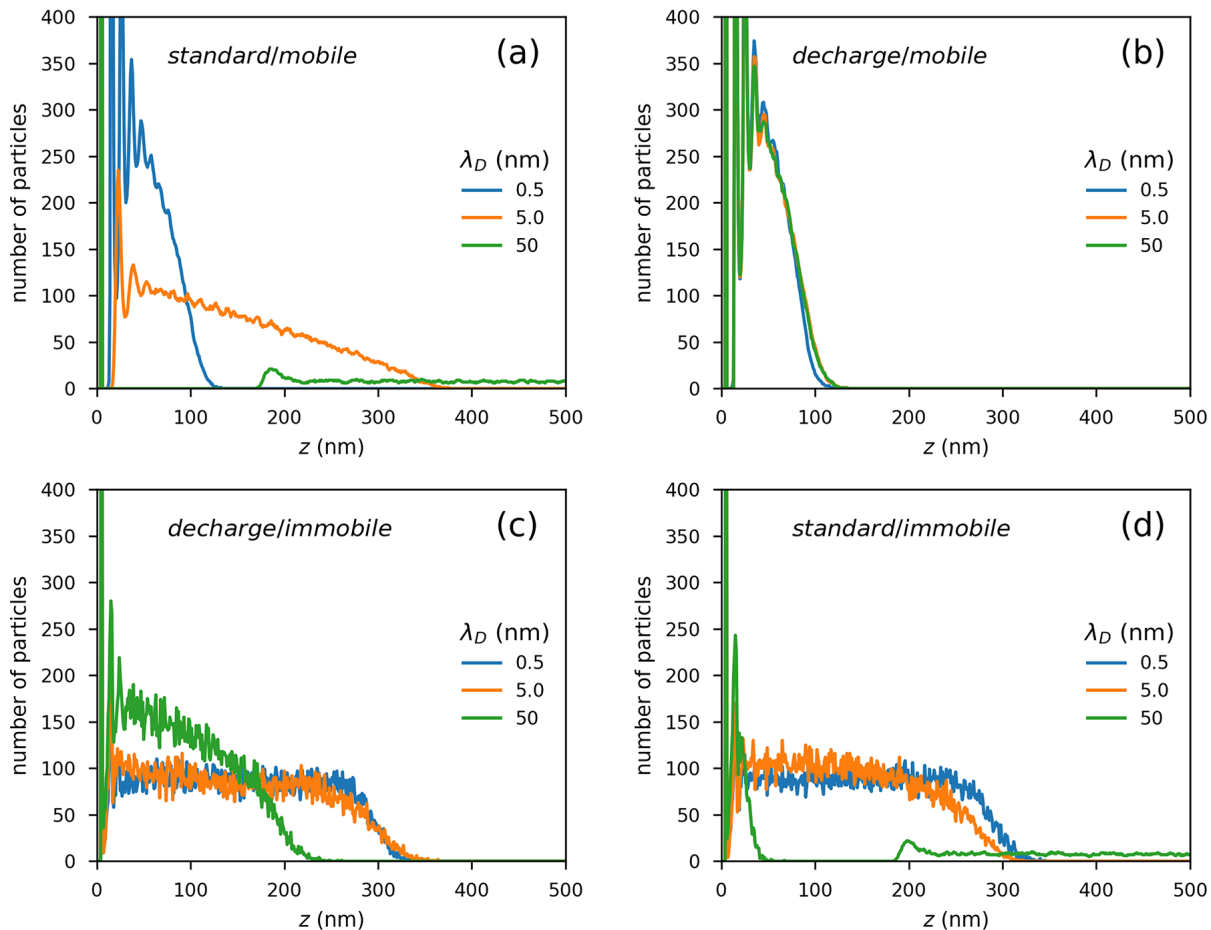 400
350
300
250
200
150
100
50
0
number of particles
standard/mobile
(a)
λ_D (nm)
0.5
5.0
50
0 100 200 300 400 500
z (nm)
400
350
300
250
200
150
100
50
0
number of particles
decharge/mobile
(b)
λ_D (nm)
0.5
5.0
50
0 100 200 300 400 500
z (nm)
400
350
300
250
200
150
100
50
0
number of particles
decharge/immobile
(c)
λ_D (nm)
0.5
5.0
50
0 100 200 300 400 500
z (nm)
400
350
300
250
200
150
100
50
0
number of particles
standard/immobile
(d)
λ_D (nm)
0.5
5.0
50
0 100 200 300 400 500
z (nm)